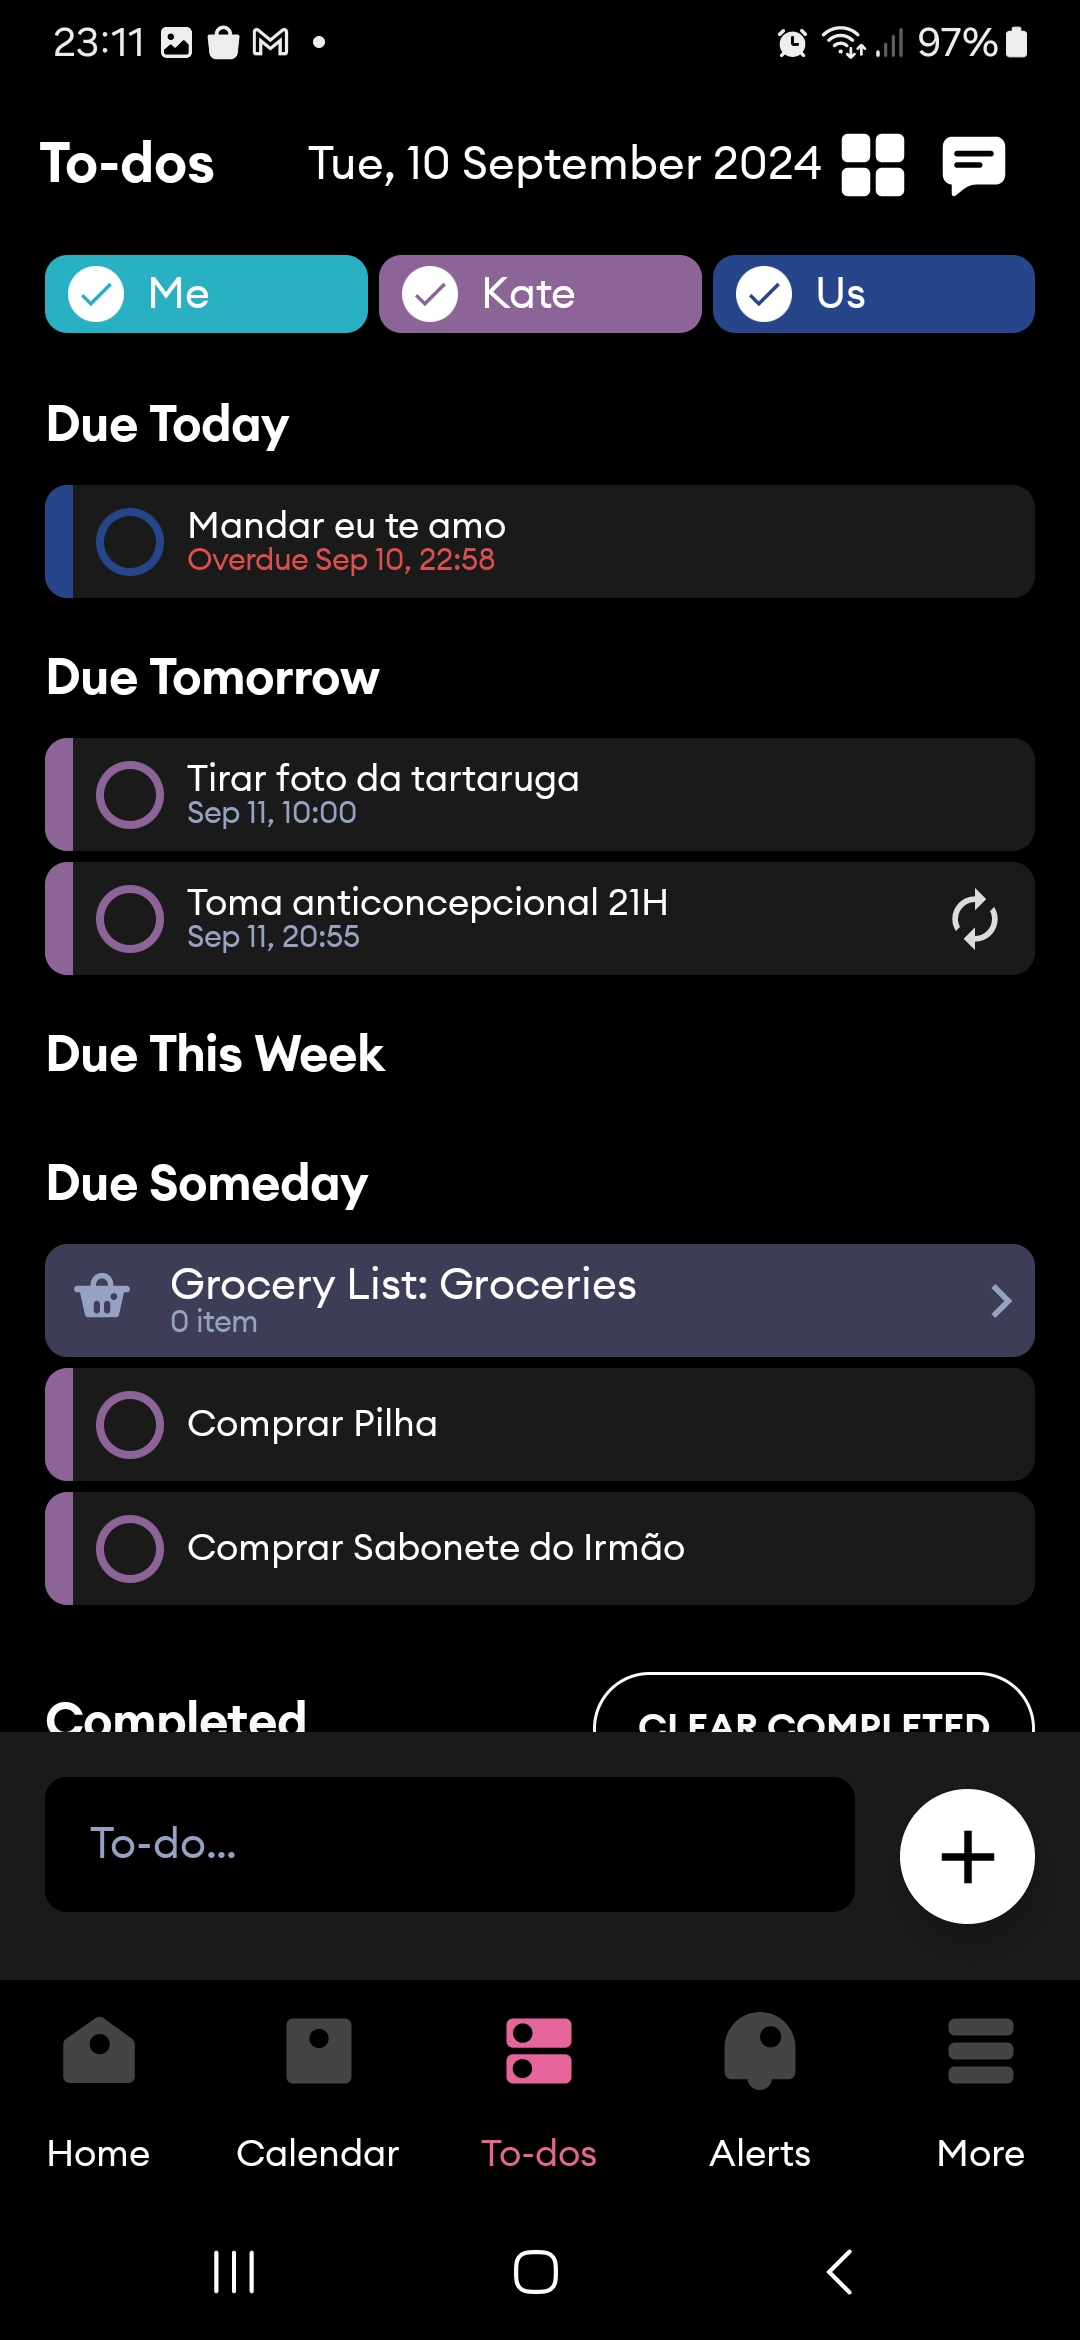 23:11
97%
To-dos
Tue, 10 September 2024
Me
Kate
Us
Due Today
Mandar eu te amo
Overdue Sep 10, 22:58
Due Tomorrow
Tirar foto da tartaruga
Sep 11, 10:00
Toma anticoncepcional 21H
Sep 11, 20:55
Due This Week
Due Someday
Grocery List: Groceries
0 item
Comprar Pilha
Comprar Sabonete do Irmão
Completed
CLEAR COMPLETED
To-do...
Home
Calendar
To-dos
Alerts
More